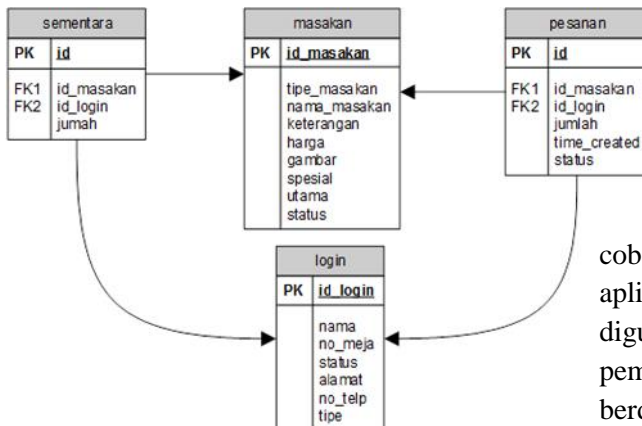 sementara
PK id
FK1 id_masakan
FK2 id_login
jumah
masakan
PK id_masakan
tipe_masakan
nama_masakan
keterangan
harga
gambar
spesial
utama
status
pesanan
PK id
FK1 id_masakan
FK2 id_login
jumlah
time_created
status
login
PK id_login
nama
no_meja
status
alamat
no_telp
tipe
cob
apli
digu
pem